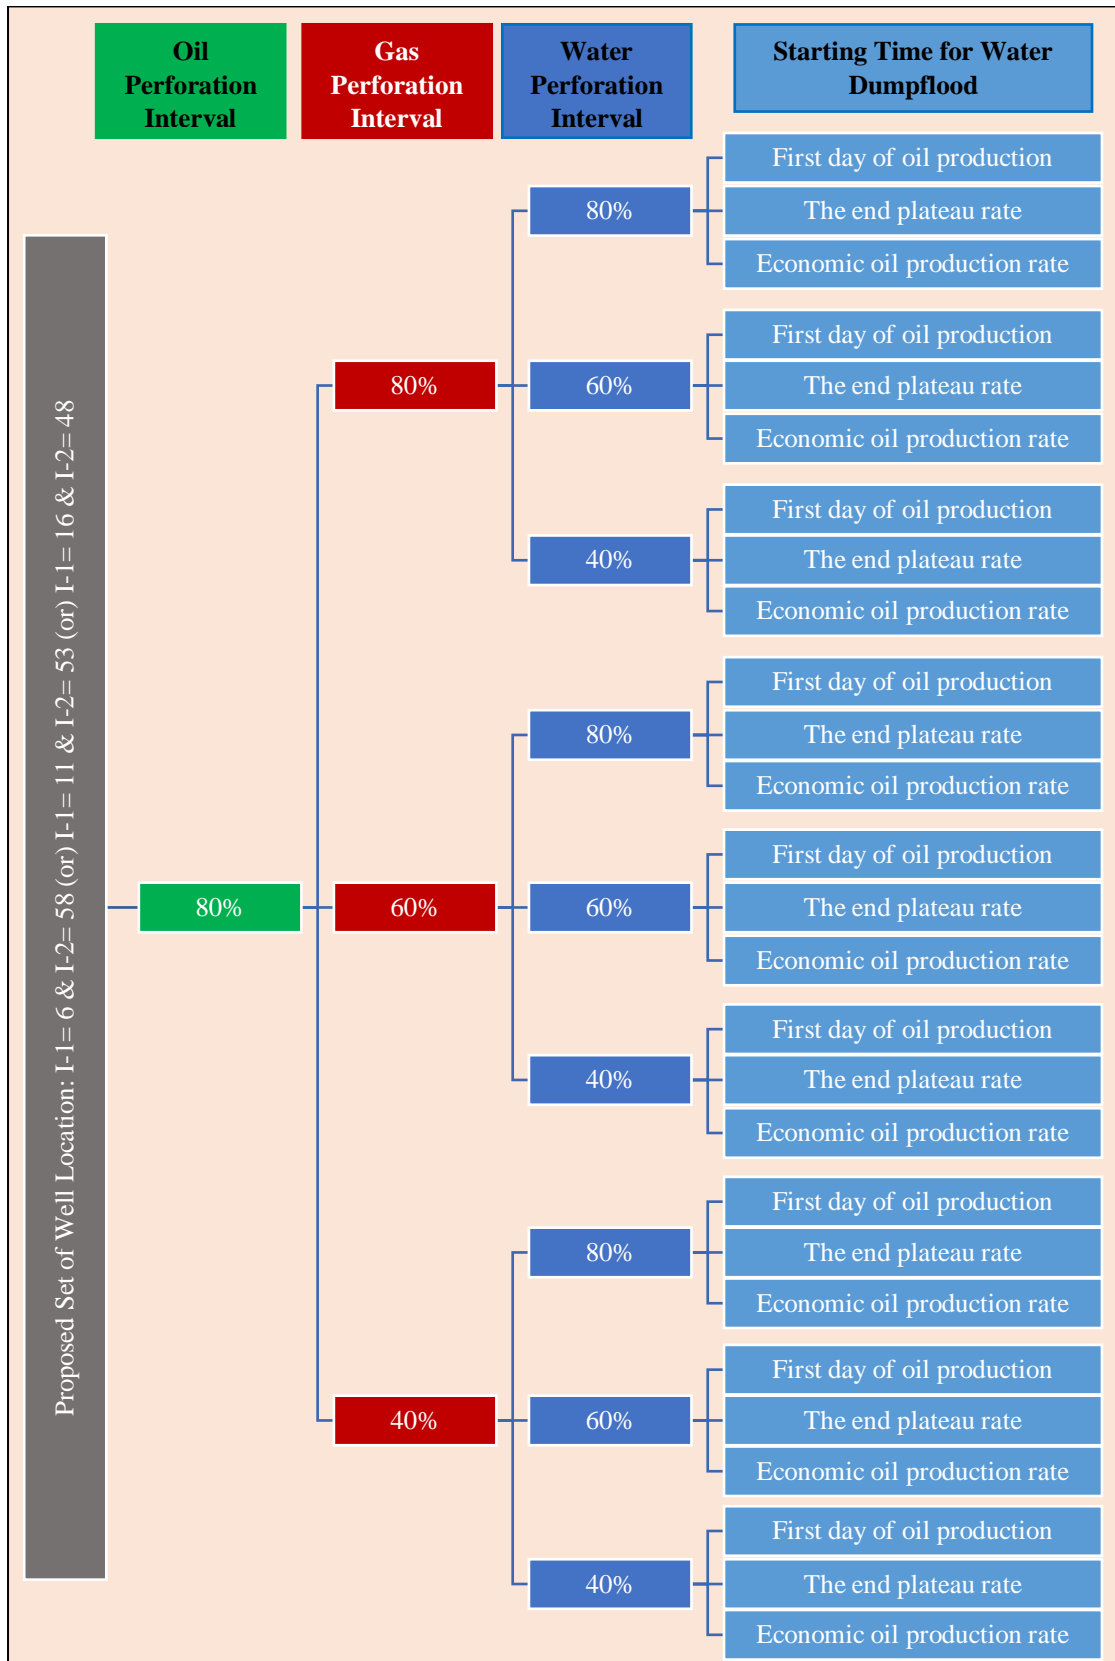 Oil
Perforation
Interval
Gas
Perforation
Interval
Water
Perforation
Interval
Starting Time for Water
Dumpflood
Proposed Set of Well Location: I-1= 6 & I-2= 58 (or) I-1= 11 & I-2= 53 (or) I-1= 16 & I-2= 48
80%
80%
80%
First day of oil production
The end plateau rate
Economic oil production rate
60%
First day of oil production
The end plateau rate
Economic oil production rate
40%
First day of oil production
The end plateau rate
Economic oil production rate
60%
80%
First day of oil production
The end plateau rate
Economic oil production rate
60%
First day of oil production
The end plateau rate
Economic oil production rate
40%
First day of oil production
The end plateau rate
Economic oil production rate
40%
80%
First day of oil production
The end plateau rate
Economic oil production rate
60%
First day of oil production
The end plateau rate
Economic oil production rate
40%
First day of oil production
The end plateau rate
Economic oil production rate